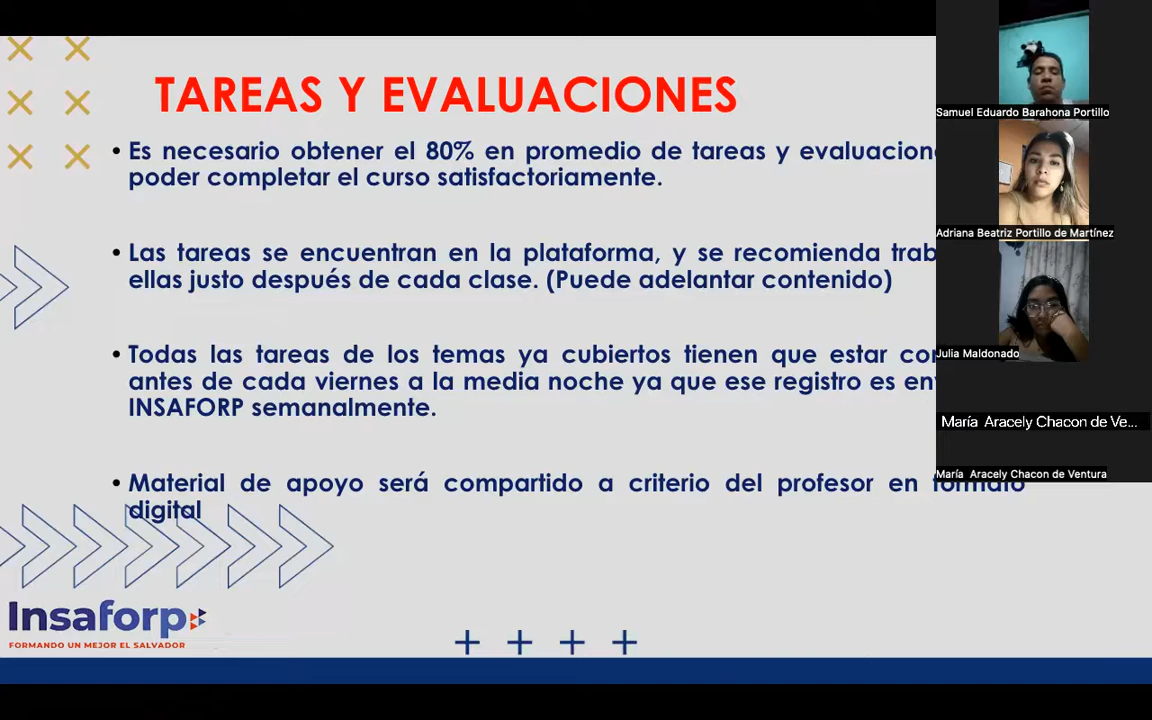 TAREAS Y EVALUACIONES
• Es necesario obtener el 80% en promedio de tareas y
poder completar el curso satisfactoriamente.
• Las tareas se encuentran en la plataforma, y se recomienda
ellas justo después de cada clase. (Puede adelantar contenido)
• Todas las tareas de los temas ya cubiertos tienen que estar
antes de cada viernes a la media noche ya que ese registro es
INSAFORP semanalmente.
• Material de apoyo será compartido a criterio del profesor en formato
digital
Insaforp
FORMANDO UN MEJOR EL SALVADOR
Samuel Eduardo Barahona Portillo
Adriana Beatriz Portillo de Martínez
Julia Maldonado
María Aracely Chacon de Ve...
María Aracely Chacon de Ventura